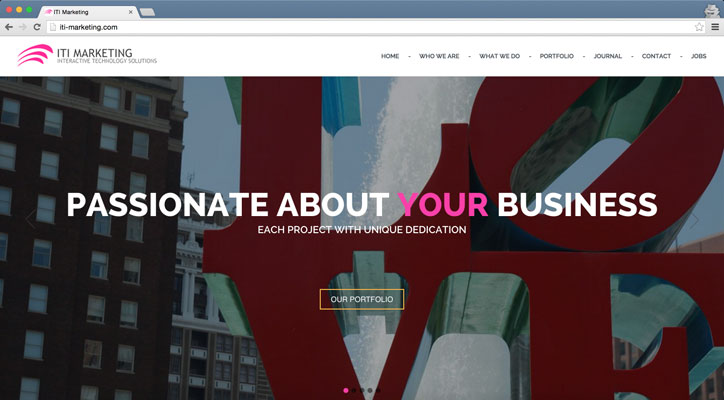 ITI Marketing
iti-marketing.com
ITI MARKETING
INTERACTIVE TECHNOLOGY SOLUTIONS
HOME - WHO WE ARE - WHAT WE DO - PORTFOLIO - JOURNAL - CONTACT - JOBS
LOVE
PASSIONATE ABOUT YOUR BUSINESS
EACH PROJECT WITH UNIQUE DEDICATION
OUR PORTFOLIO